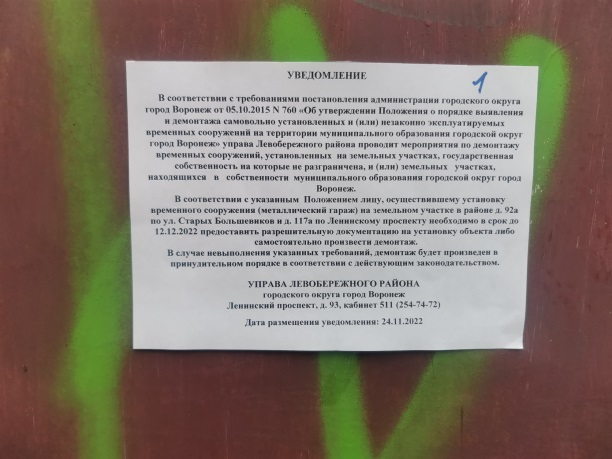 УВЕДОМЛЕНИЕ
1
В соответствии с требованиями постановления администрации городского округа
город Воронеж от 05.10.2015 N 760 «Об утверждении Положения о порядке выявления
и демонтажа самовольно установленных и (или) незаконно эксплуатируемых
временных сооружений на территории муниципального образования городской округ
город Воронеж» управа Левобережного района проводит мероприятия по демонтажу
временных сооружений, установленных на земельных участках, государственная
собственность на которые не разграничена, и (или) земельных участках,
находящихся в собственности муниципального образования городской округ город
Воронеж.
В соответствии с указанным Положением лицу, осуществившему установку
временного сооружения (металлический гараж) на земельном участке в районе д. 92а
по ул. Старых Большевиков и д. 117а по Ленинскому проспекту необходимо в срок до
12.12.2022 предоставить разрешительную документацию на установку объекта либо
самостоятельно произвести демонтаж.
В случае невыполнения указанных требований, демонтаж будет произведен в
принудительном порядке в соответствии с действующим законодательством.
УПРАВА ЛЕВОБЕРЕЖНОГО РАЙОНА
городского округа город Воронеж
Ленинский проспект, д. 93, кабинет 511 (254-74-72)
Дата размещения уведомления: 24.11.2022